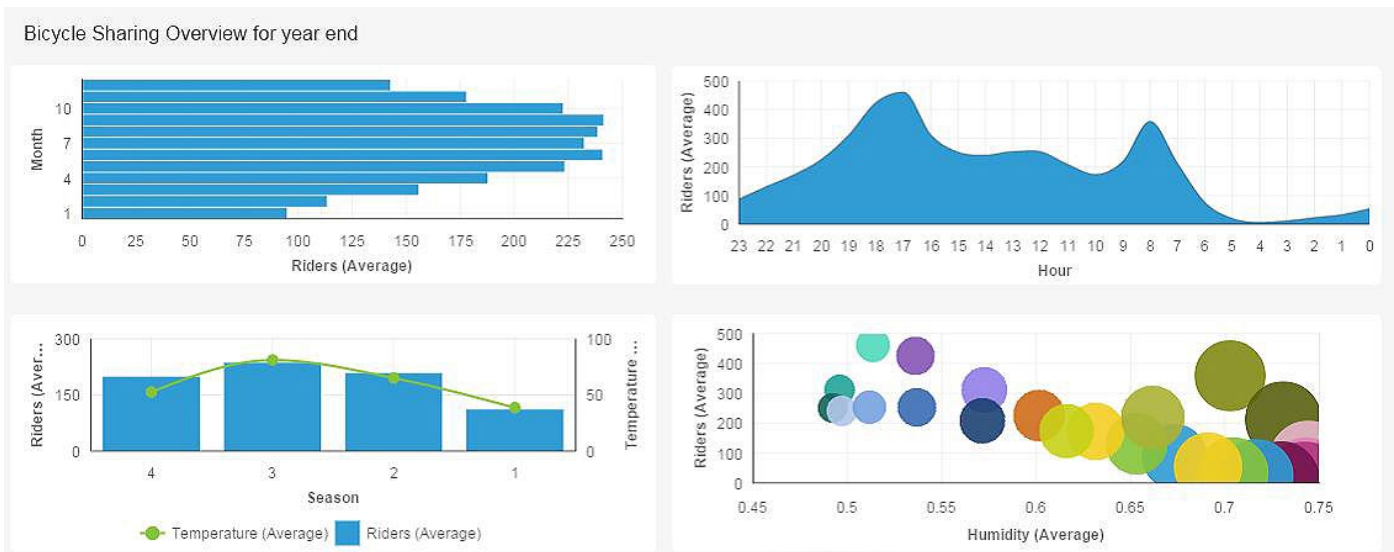 Bicycle Sharing Overview for year end
Month
10
7
4
1
0 25 50 75 100 125 150 175 200 225 250
Riders (Average)
Riders (Average)
500
400
300
200
100
0
23 22 21 20 19 18 17 16 15 14 13 12 11 10 9 8 7 6 5 4 3 2 1 0
Hour
Riders (Aver...
300
150
0
100
50
0
Temperature ...
4 3 2 1
Season
Temperature (Average) Riders (Average)
Riders (Average)
500
400
300
200
100
0
0.45 0.5 0.55 0.6 0.65 0.7 0.75
Humidity (Average)